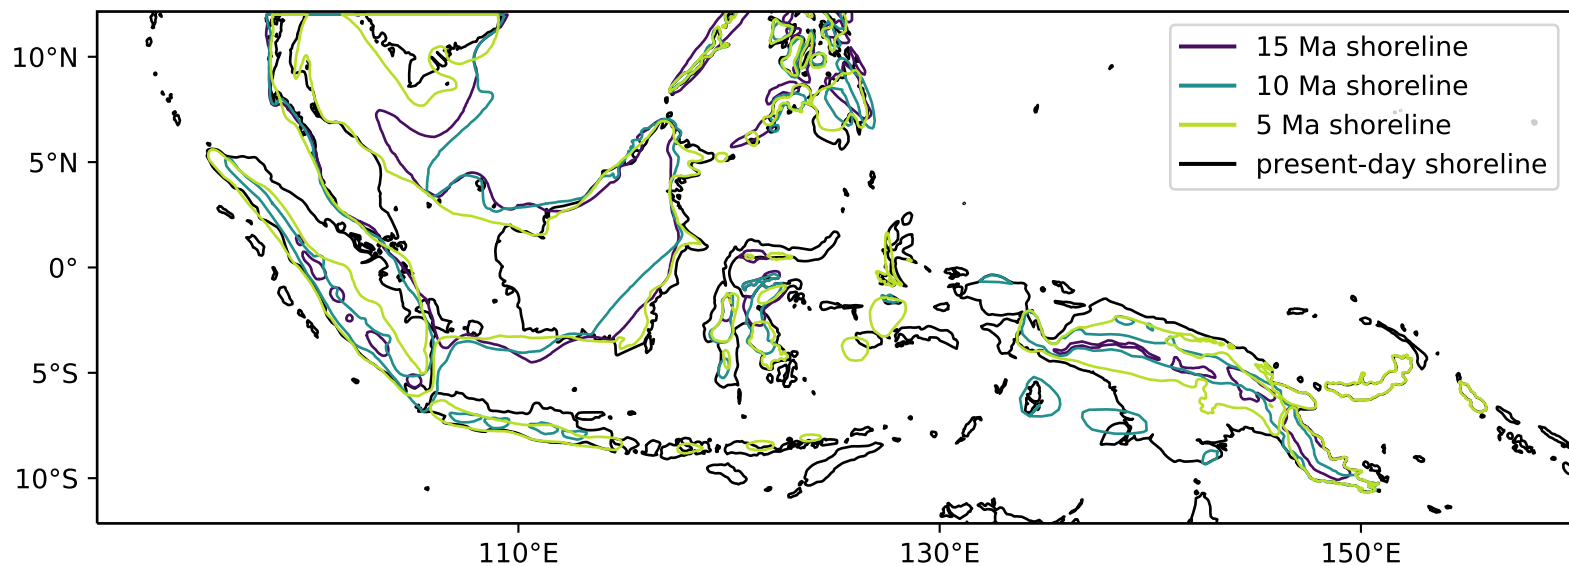 15 Ma shoreline
10 Ma shoreline
5 Ma shoreline
present-day shoreline
10°N
5°N
0°
5°S
10°S
110°E
130°E
150°E